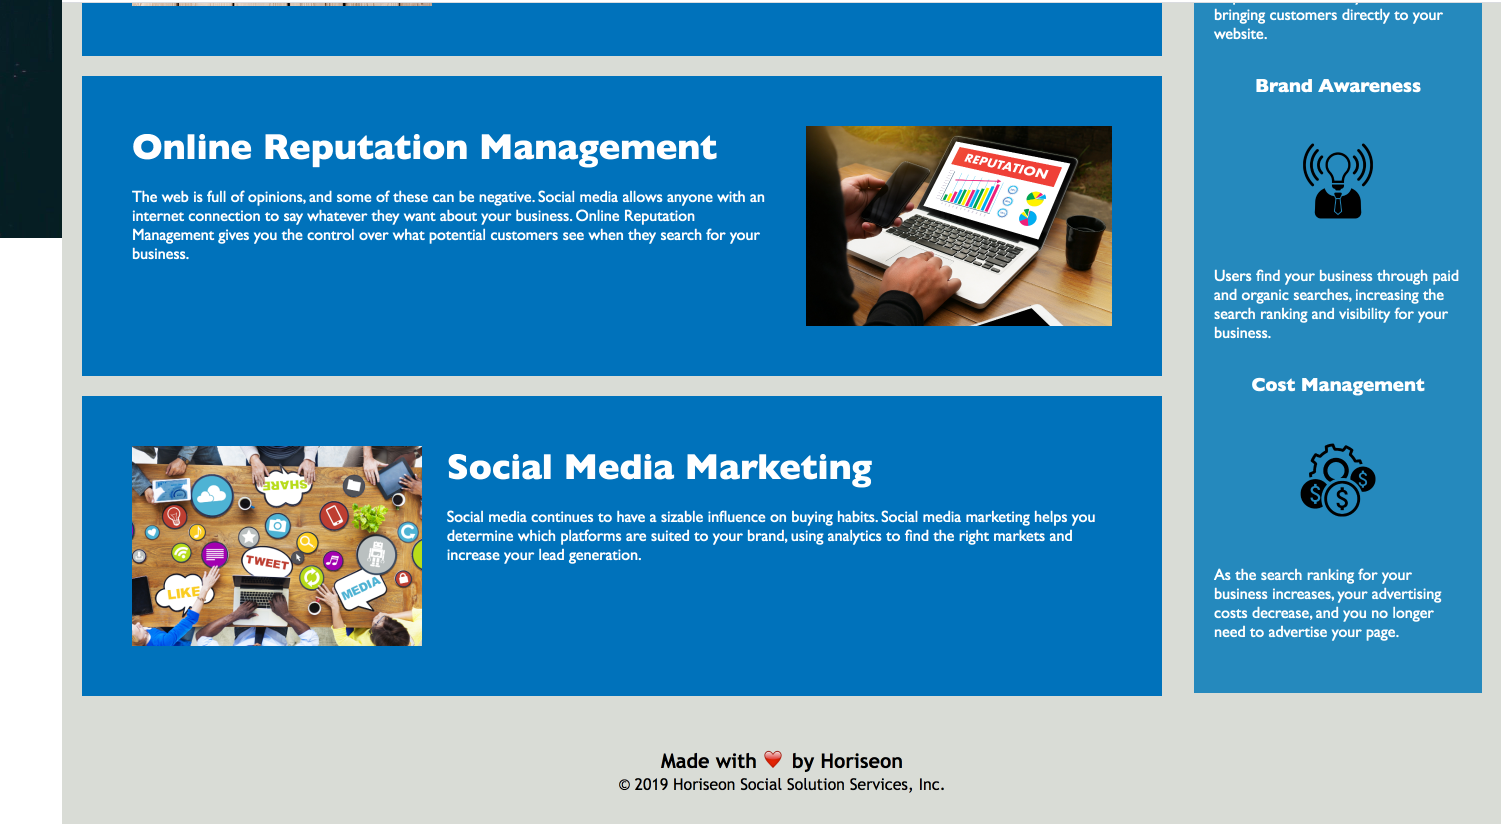 Online Reputation Management
The web is full of opinions, and some of these can be negative. Social media allows anyone with an
internet connection to say whatever they want about your business. Online Reputation
Management gives you the control over what potential customers see when they search for your
business.
REPUTATION
Social Media Marketing
Social media continues to have a sizable influence on buying habits. Social media marketing helps you
determine which platforms are suited to your brand, using analytics to find the right markets and
increase your lead generation.
SHARE
TWEET
LIKE
MEDIA
bringing customers directly to your
website.
Brand Awareness
Users find your business through paid
and organic searches, increasing the
search ranking and visibility for your
business.
Cost Management
$ $ $
As the search ranking for your
business increases, your advertising
costs decrease, and you no longer
need to advertise your page.
Made with ❤️ by Horiseon
© 2019 Horiseon Social Solution Services, Inc.